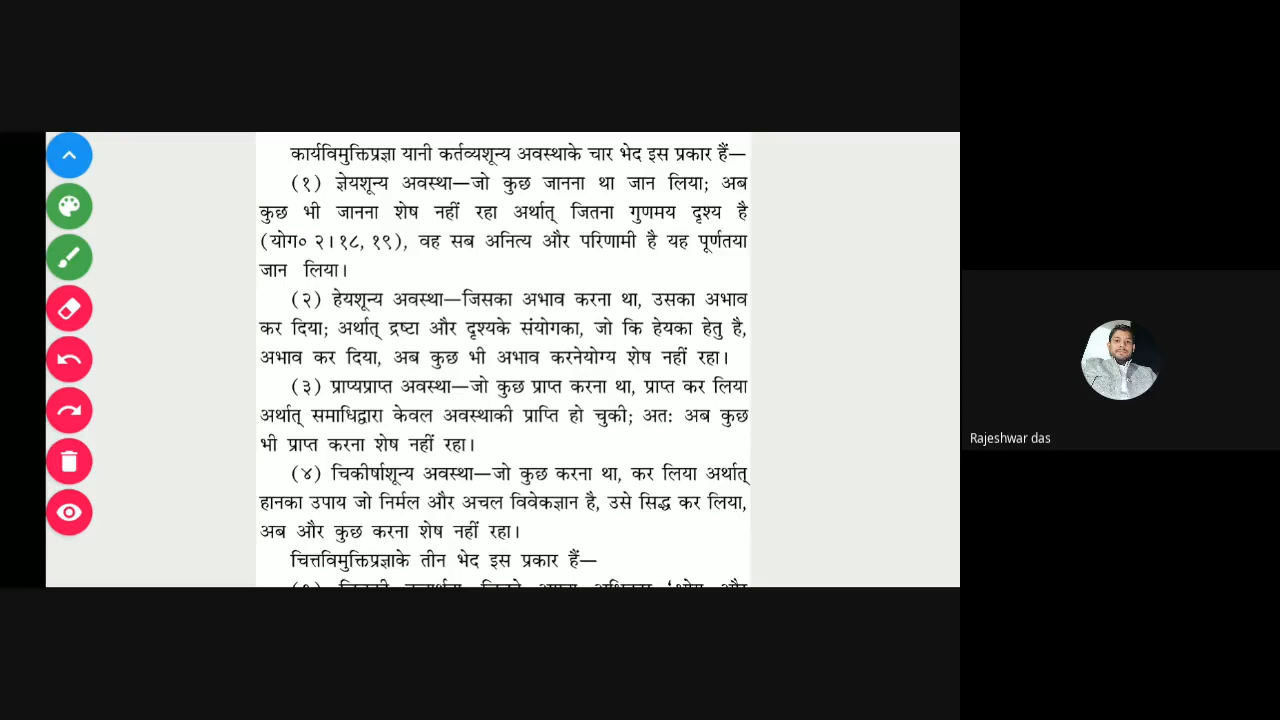 कार्यविमुक्तिप्रज्ञा यानी कर्तव्यशून्य अवस्थाके चार भेद इस प्रकार हैं—
(१) ज्ञेयशून्य अवस्था—जो कुछ जानना था जान लिया; अब
कुछ भी जानना शेष नहीं रहा अर्थात् जितना गुणमय दृश्य है
(योग० २।१८, १९), वह सब अनित्य और परिणामी है यह पूर्णतया
जान लिया।
(२) हेयशून्य अवस्था—जिसका अभाव करना था, उसका अभाव
कर दिया; अर्थात् द्रष्टा और दृश्यके संयोगका, जो कि हेयका हेतु है,
अभाव कर दिया, अब कुछ भी अभाव करनेयोग्य शेष नहीं रहा।
(३) प्राप्यप्राप्त अवस्था—जो कुछ प्राप्त करना था, प्राप्त कर लिया
अर्थात् समाधिद्वारा केवल अवस्थाकी प्राप्ति हो चुकी; अतः अब कुछ
भी प्राप्त करना शेष नहीं रहा।
(४) चिकीर्षाशून्य अवस्था—जो कुछ करना था, कर लिया अर्थात्
हानका उपाय जो निर्मल और अचल विवेकज्ञान है, उसे सिद्ध कर लिया,
अब और कुछ करना शेष नहीं रहा।
चित्तविमुक्तिप्रज्ञाके तीन भेद इस प्रकार हैं—
Rajeshwar das